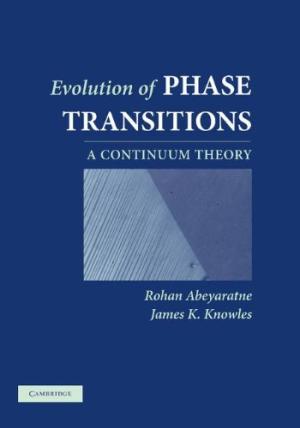 Evolution of PHASE
TRANSITIONS
A CONTINUUM THEORY
Rohan Abeyaratne
James K. Knowles
CAMBRIDGE